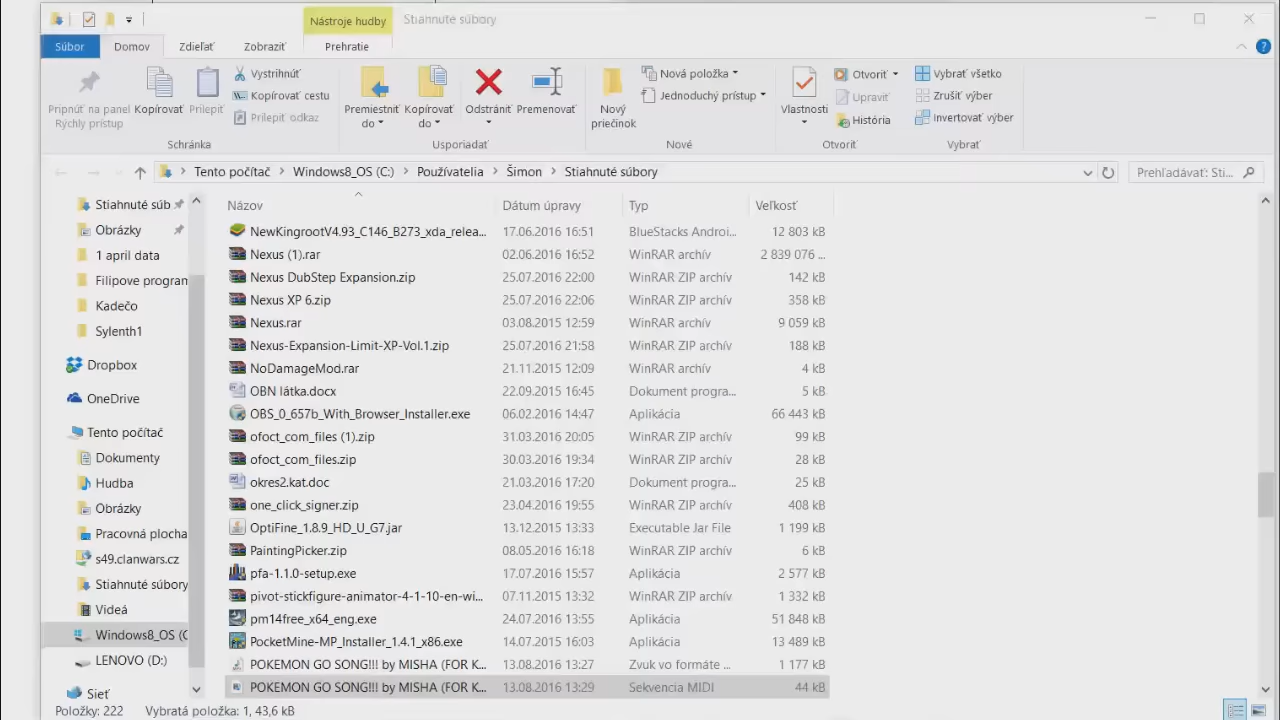 Nástroje hudby Stiahnuté súbory
Súbor Domov Zdieľať Zobraziť Prehratie
Pripnúť na panel Rýchly prístup
Kopírovať
Prilepiť
Vystrihnúť
Kopírovať cestu
Prilepiť odkaz
Schránka
Premiestniť do
Kopírovať do
Odstrániť
Premenovať
Usporiadať
Nový priečinok
Nová položka
Jednoduchý prístup
Nové
Vlastnosti
Otvoriť
Upraviť
História
Otvoriť
Vybrať všetko
Zrušiť výber
Invertovať výber
Vybrať
Tento počítač > Windows8_OS (C:) > Používatelia > Šimon > Stiahnuté súbory
Prehľadávať: Sti...
Stiahnuté súb
Obrázky
1 april data
Filipove program
Kadečo
Sylenth1
Dropbox
OneDrive
Tento počítač
Dokumenty
Hudba
Obrázky
Pracovná plocha
s49.clanwars.cz
Stiahnuté súbory
Videá
Windows8_OS (C
LENOVO (D:)
Sieť
Názov Dátum úpravy Typ Veľkosť
NewKingrootV4.93_C146_B273_xda_relea... 17.06.2016 16:51 BlueStacks Androi... 12 803 kB
Nexus (1).rar 02.06.2016 16:52 WinRAR archív 2 839 076 ...
Nexus DubStep Expansion.zip 25.07.2016 22:00 WinRAR ZIP archív 142 kB
Nexus XP 6.zip 25.07.2016 22:06 WinRAR ZIP archív 358 kB
Nexus.rar 03.08.2015 12:59 WinRAR archív 9 059 kB
Nexus-Expansion-Limit-XP-Vol.1.zip 25.07.2016 21:58 WinRAR ZIP archív 188 kB
NoDamageMod.rar 21.11.2015 12:09 WinRAR archív 4 kB
OBN látka.docx 22.09.2015 16:45 Dokument progra... 5 kB
OBS_0_657b_With_Browser_Installer.exe 06.02.2016 14:47 Aplikácia 66 443 kB
ofoct_com_files (1).zip 31.03.2016 20:05 WinRAR ZIP archív 99 kB
ofoct_com_files.zip 30.03.2016 19:34 WinRAR ZIP archív 28 kB
okres2.kat.doc 21.03.2016 17:20 Dokument progra... 25 kB
one_click_signer.zip 23.04.2016 19:55 WinRAR ZIP archív 408 kB
OptiFine_1.8.9_HD_U_G7.jar 13.12.2015 13:33 Executable Jar File 1 199 kB
PaintingPicker.zip 08.05.2016 16:18 WinRAR ZIP archív 6 kB
pfa-1.1.0-setup.exe 17.07.2016 15:57 Aplikácia 2 577 kB
pivot-stickfigure-animator-4-1-10-en-wi... 07.11.2015 13:32 WinRAR ZIP archív 1 332 kB
pm14free_x64_eng.exe 24.07.2016 13:55 Aplikácia 51 848 kB
PocketMine-MP_Installer_1.4.1_x86.exe 14.07.2015 16:03 Aplikácia 13 489 kB
POKEMON GO SONG!!! by MISHA (FOR K... 13.08.2016 13:27 Zvuk vo formáte ... 1 177 kB
POKEMON GO SONG!!! by MISHA (FOR K... 13.08.2016 13:29 Sekvencia MIDI 44 kB
Položky: 222 Vybratá položka: 1, 43,6 kB